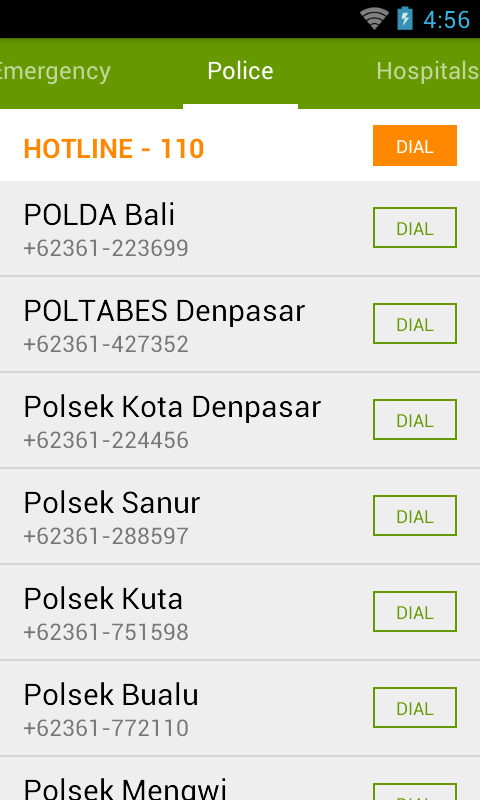 4:56
Emergency Police Hospitals
HOTLINE - 110 DIAL
POLDA Bali
+62361-223699
DIAL
POLTABES Denpasar
+62361-427352
DIAL
Polsek Kota Denpasar
+62361-224456
DIAL
Polsek Sanur
+62361-288597
DIAL
Polsek Kuta
+62361-751598
DIAL
Polsek Bualu
+62361-772110
DIAL
Polsek Mengwi
DIAL